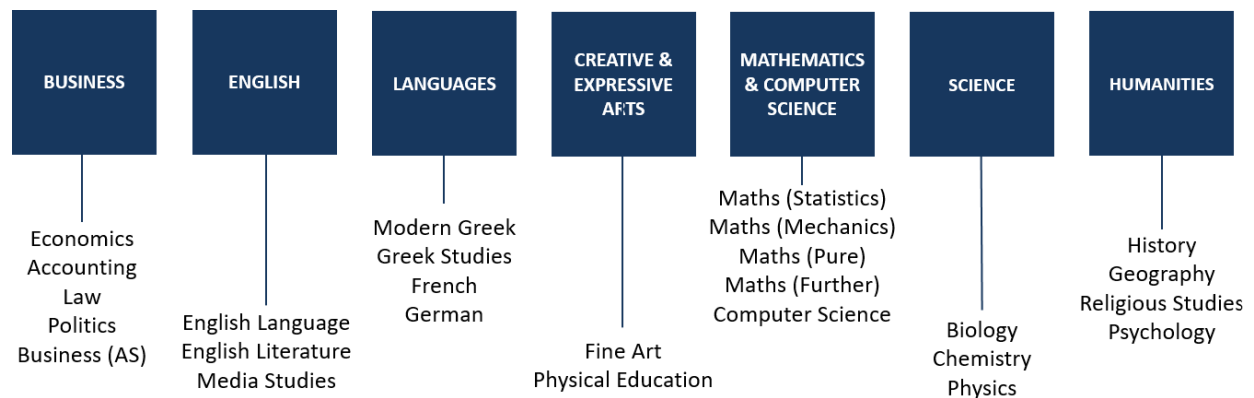 BUSINESS
Economics
Accounting
Law
Politics
Business (AS)
ENGLISH
English Language
English Literature
Media Studies
LANGUAGES
Modern Greek
Greek Studies
French
German
CREATIVE &
EXPRESSIVE
ARTS
Fine Art
Physical Education
MATHEMATICS
& COMPUTER
SCIENCE
Maths (Statistics)
Maths (Mechanics)
Maths (Pure)
Maths (Further)
Computer Science
SCIENCE
Biology
Chemistry
Physics
HUMANITIES
History
Geography
Religious Studies
Psychology